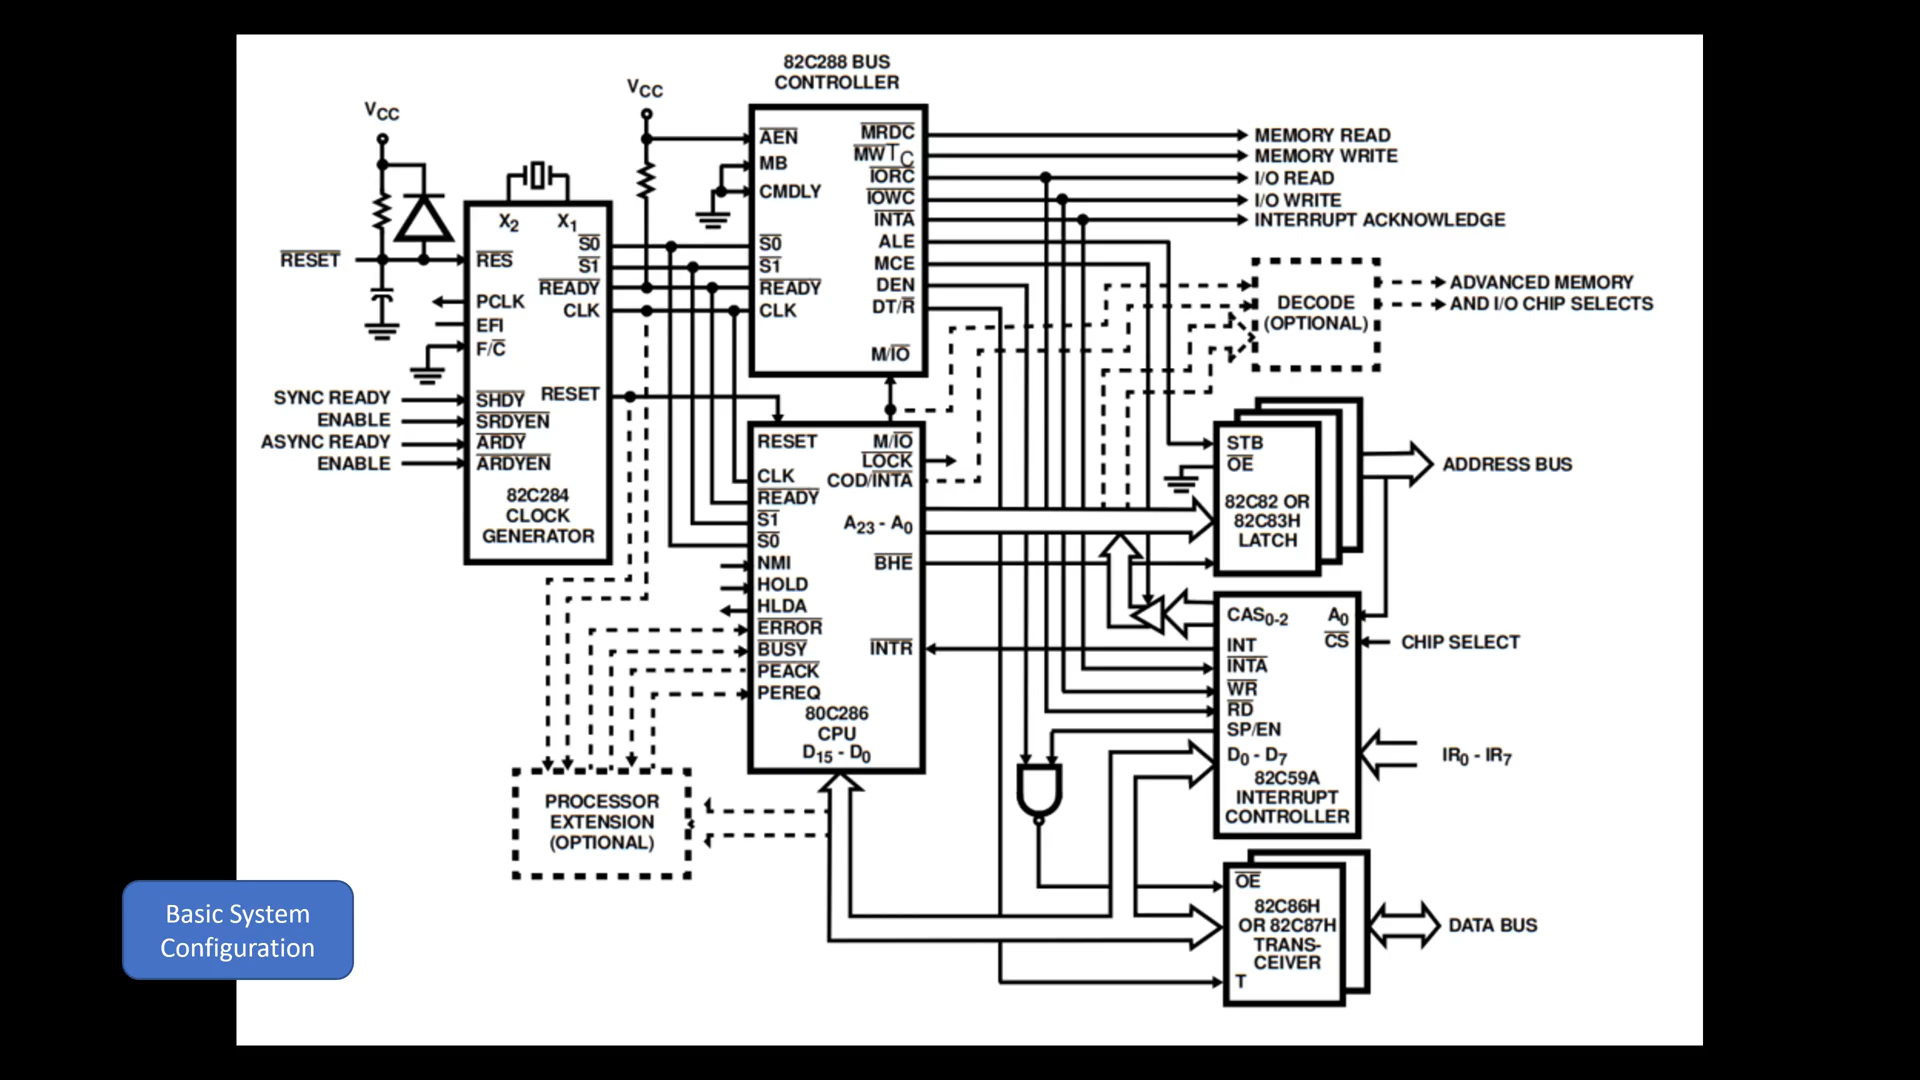 82C288 BUS
CONTROLLER
VCC
VCC
AEN
MB
CMDLY
S0
S1
READY
CLK
MRDC
MWTC
IORC
IOWC
INTA
ALE
MCE
DEN
DT/R
M/IO
MEMORY READ
MEMORY WRITE
I/O READ
I/O WRITE
INTERRUPT ACKNOWLEDGE
X2 X1
RESET
RES
PCLK
EFI
F/C
S0
S1
READY
CLK
RESET
SYNC READY
ENABLE
ASYNC READY
ENABLE
SHDY
SRDYEN
ARDY
ARDYEN
82C284
CLOCK
GENERATOR
DECODE
(OPTIONAL)
ADVANCED MEMORY
AND I/O CHIP SELECTS
RESET
CLK
READY
S1
S0
NMI
HOLD
HLDA
ERROR
BUSY
PEACK
PEREQ
M/IO
LOCK
COD/INTA
A23 - A0
BHE
INTR
80C286
CPU
D15 - D0
STB
OE
82C82 OR
82C83H
LATCH
ADDRESS BUS
CAS0-2
A0
INT
CS
CHIP SELECT
INTA
WR
RD
SP/EN
D0 - D7
82C59A
INTERRUPT
CONTROLLER
IR0 - IR7
PROCESSOR
EXTENSION
(OPTIONAL)
OE
82C86H
OR 82C87H
TRANS-
CEIVER
T
DATA BUS
Basic System
Configuration